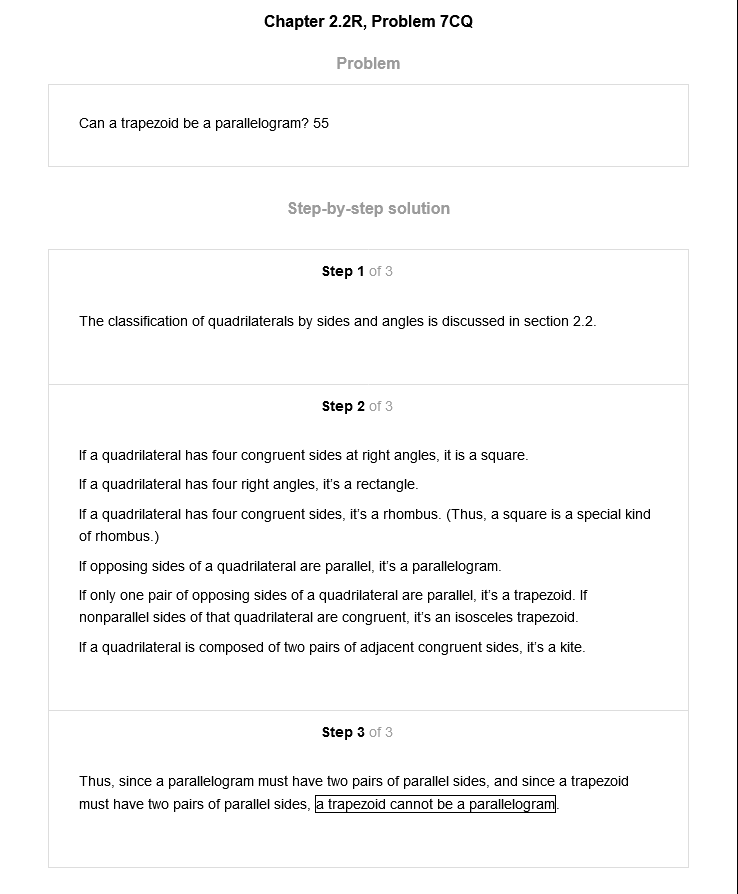 Chapter 2.2R, Problem 7CQ
Problem
Can a trapezoid be a parallelogram? 55
Step-by-step solution
Step 1 of 3
The classification of quadrilaterals by sides and angles is discussed in section 2.2.
Step 2 of 3
If a quadrilateral has four congruent sides at right angles, it is a square.
If a quadrilateral has four right angles, it’s a rectangle.
If a quadrilateral has four congruent sides, it’s a rhombus. (Thus, a square is a special kind
of rhombus.)
If opposing sides of a quadrilateral are parallel, it’s a parallelogram.
If only one pair of opposing sides of a quadrilateral are parallel, it’s a trapezoid. If
nonparallel sides of that quadrilateral are congruent, it’s an isosceles trapezoid.
If a quadrilateral is composed of two pairs of adjacent congruent sides, it’s a kite.
Step 3 of 3
Thus, since a parallelogram must have two pairs of parallel sides, and since a trapezoid
must have two pairs of parallel sides, a trapezoid cannot be a parallelogram.